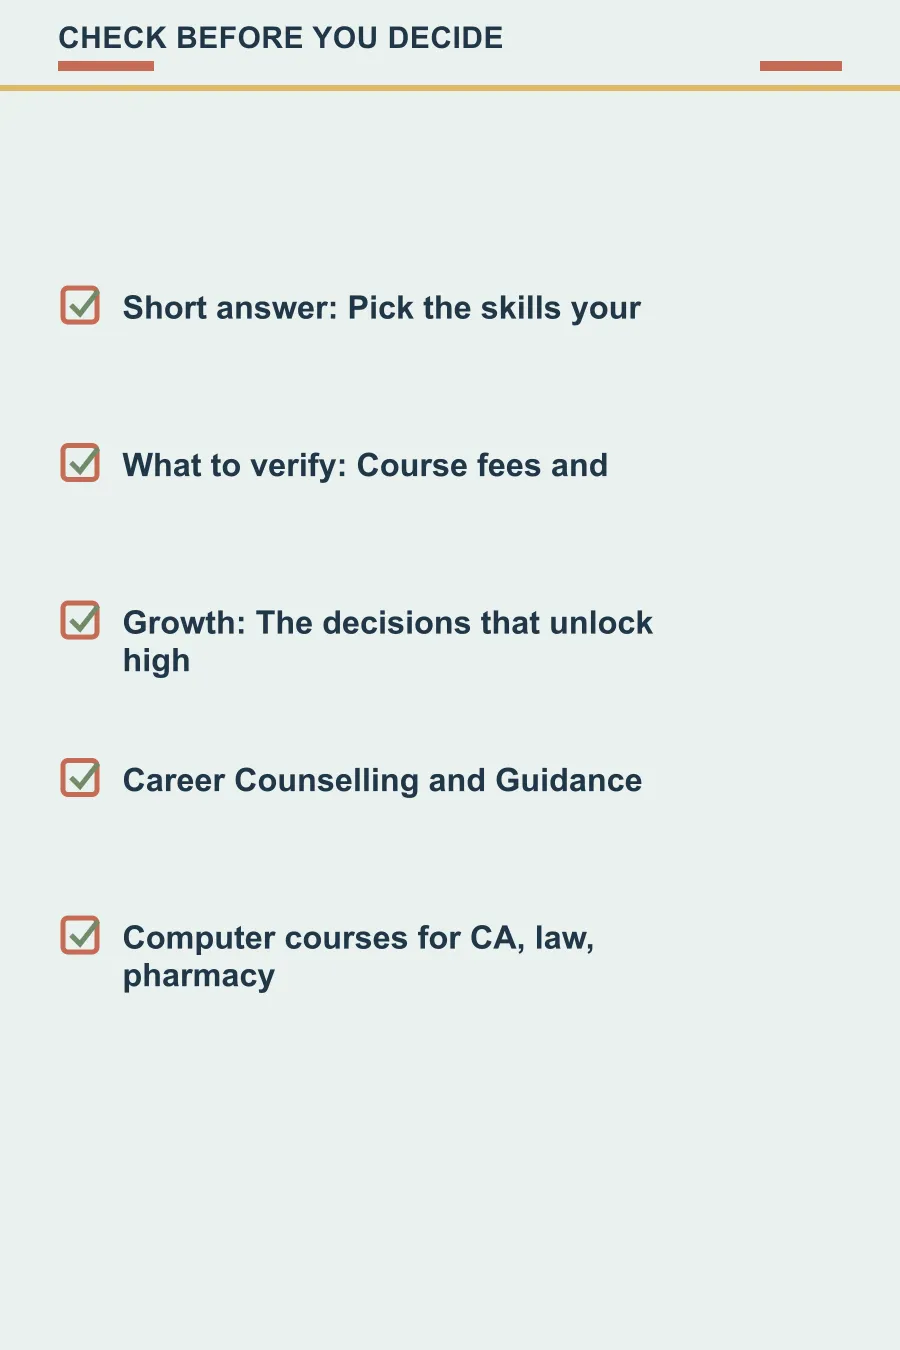 CHECK BEFORE YOU DECIDE
Short answer: Pick the skills your
What to verify: Course fees and
Growth: The decisions that unlock
high
Career Counselling and Guidance
Computer courses for CA, law,
pharmacy